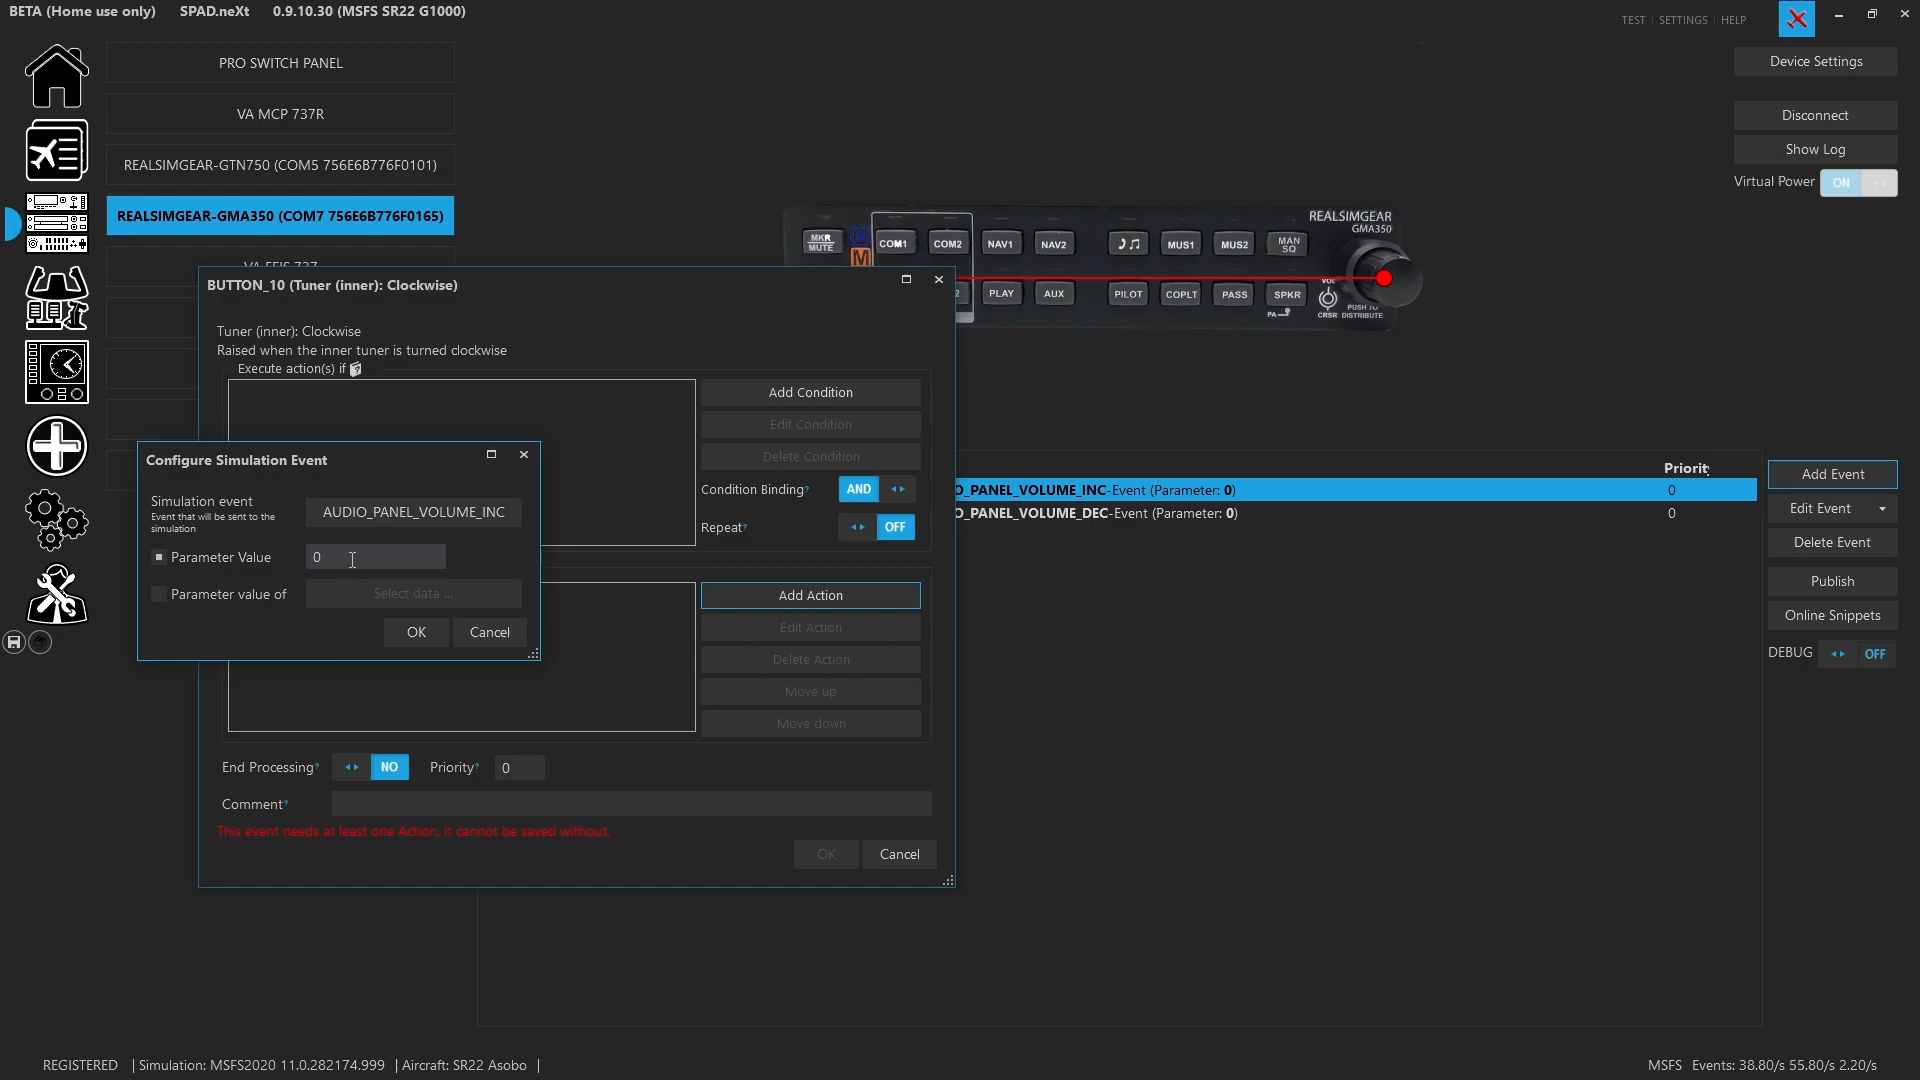 BETA (Home use only) SPAD.neXt 0.9.10.30 (MSFS SR22 G1000)
TEST | SETTINGS | HELP
PRO SWITCH PANEL
VA MCP 737R
REALSIMGEAR-GTN750 (COM5 756E6B776F0101)
REALSIMGEAR-GMA350 (COM7 756E6B776F0165)
Device Settings
Disconnect
Show Log
Virtual Power ON
REALSIMGEAR
GMA350
MKR
MUTE
M
COM1
COM2
NAV1
NAV2
MUS1
MUS2
MAN
SQ
2
PLAY
AUX
PILOT
COPLT
PASS
SPKR
PA
VOL
CRSR
PUSH TO
DISTRIBUTE
BUTTON_10 (Tuner (inner): Clockwise)
Tuner (inner): Clockwise
Raised when the inner tuner is turned clockwise
Execute action(s) if
Add Condition
Edit Condition
Delete Condition
Condition Binding? AND
Repeat? OFF
Configure Simulation Event
Simulation event
Event that will be sent to the
simulation
AUDIO_PANEL_VOLUME_INC
Parameter Value 0
Parameter value of Select data ...
OK Cancel
Add Action
Edit Action
Delete Action
Move up
Move down
End Processing? NO Priority? 0
Comment?
This event needs at least one Action, it cannot be saved without.
OK Cancel
Priority
O_PANEL_VOLUME_INC-Event (Parameter: 0) 0
O_PANEL_VOLUME_DEC-Event (Parameter: 0) 0
Add Event
Edit Event
Delete Event
Publish
Online Snippets
DEBUG OFF
REGISTERED | Simulation: MSFS2020 11.0.282174.999 | Aircraft: SR22 Asobo |
MSFS Events: 38.80/s 55.80/s 2.20/s